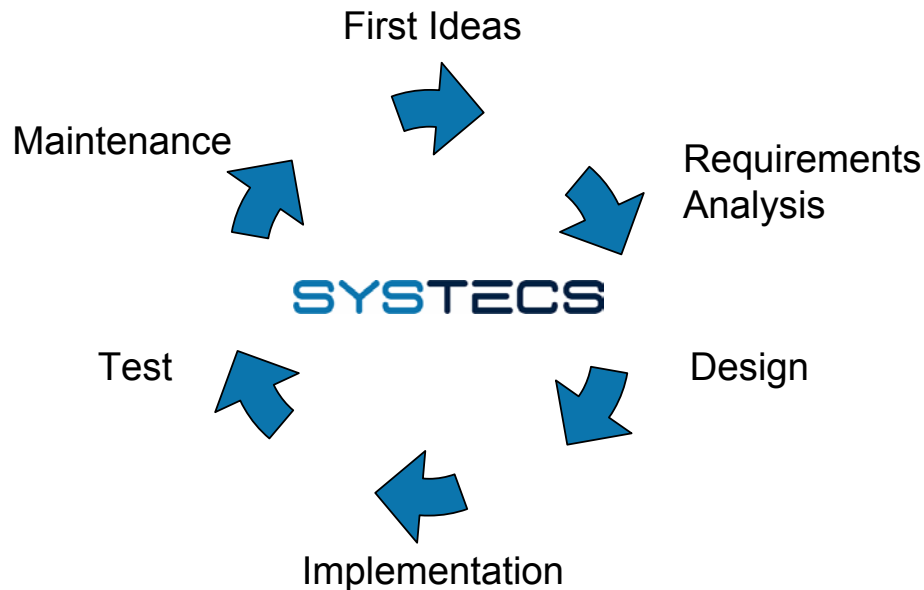 First Ideas
Maintenance
Requirements
Analysis
SYSTECS
Test
Design
Implementation